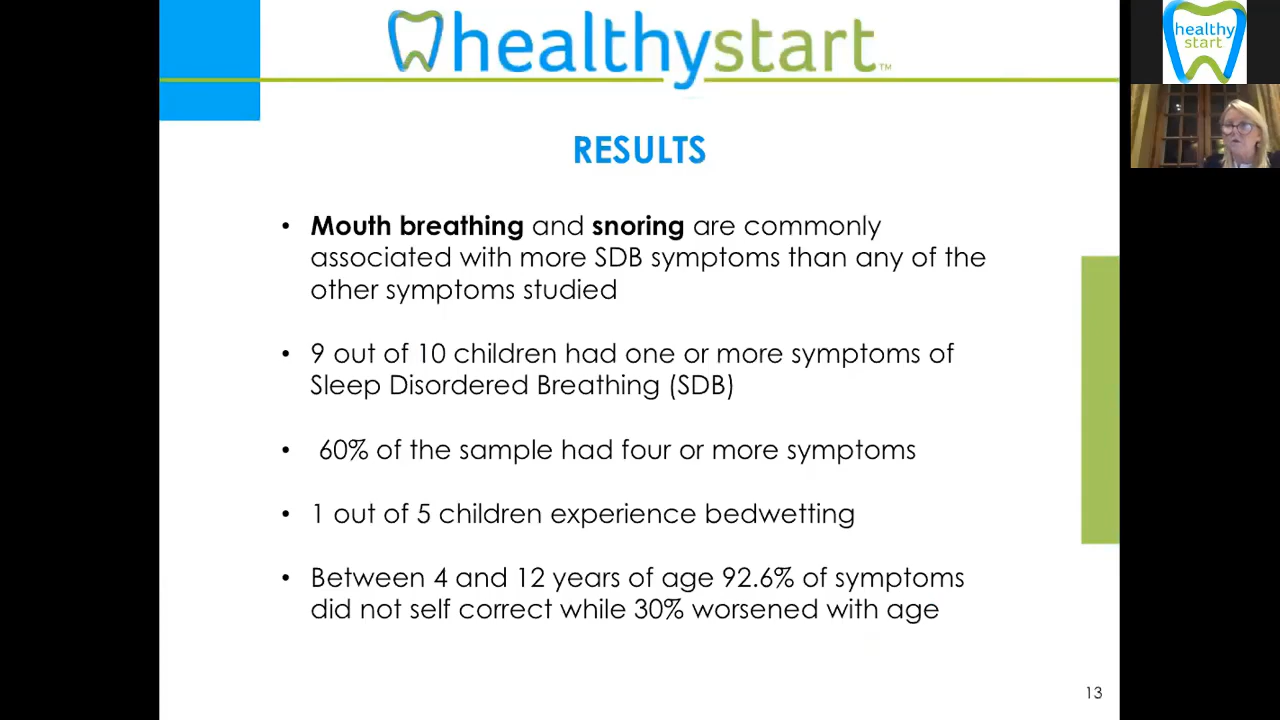 healthystart™
healthy
start
RESULTS
• Mouth breathing and snoring are commonly
associated with more SDB symptoms than any of the
other symptoms studied
• 9 out of 10 children had one or more symptoms of
Sleep Disordered Breathing (SDB)
• 60% of the sample had four or more symptoms
• 1 out of 5 children experience bedwetting
• Between 4 and 12 years of age 92.6% of symptoms
did not self correct while 30% worsened with age
13